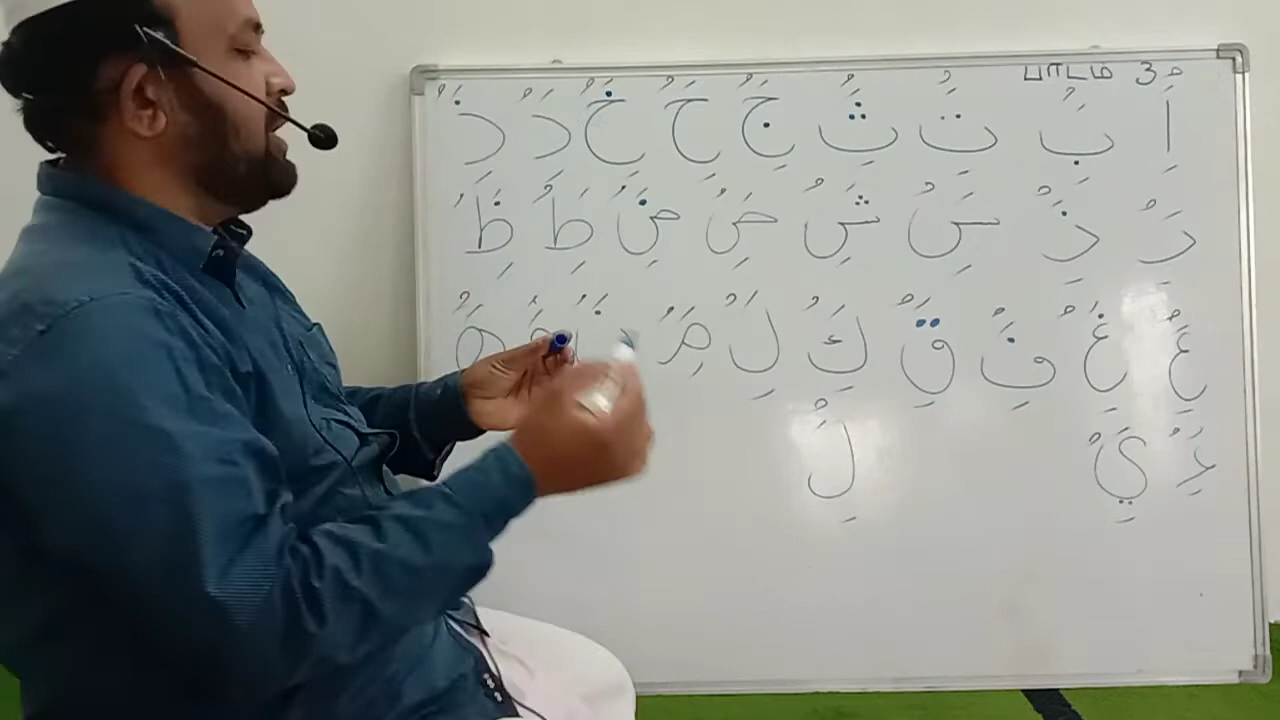 பாடம் 3
اَُِ بَُِ تَُِ ثَُِ جَُِ حَُِ خَُِ دَُِ ذَُِ
رَُِ زَُِ سَُِ شَُِ صَُِ ضَُِ طَُِ ظَُِ
عَُِ غَُِ فَُِ قَُِ كَُِ لَُِ مَُِ هَُ
ءَُِ يَُِ لَُِ